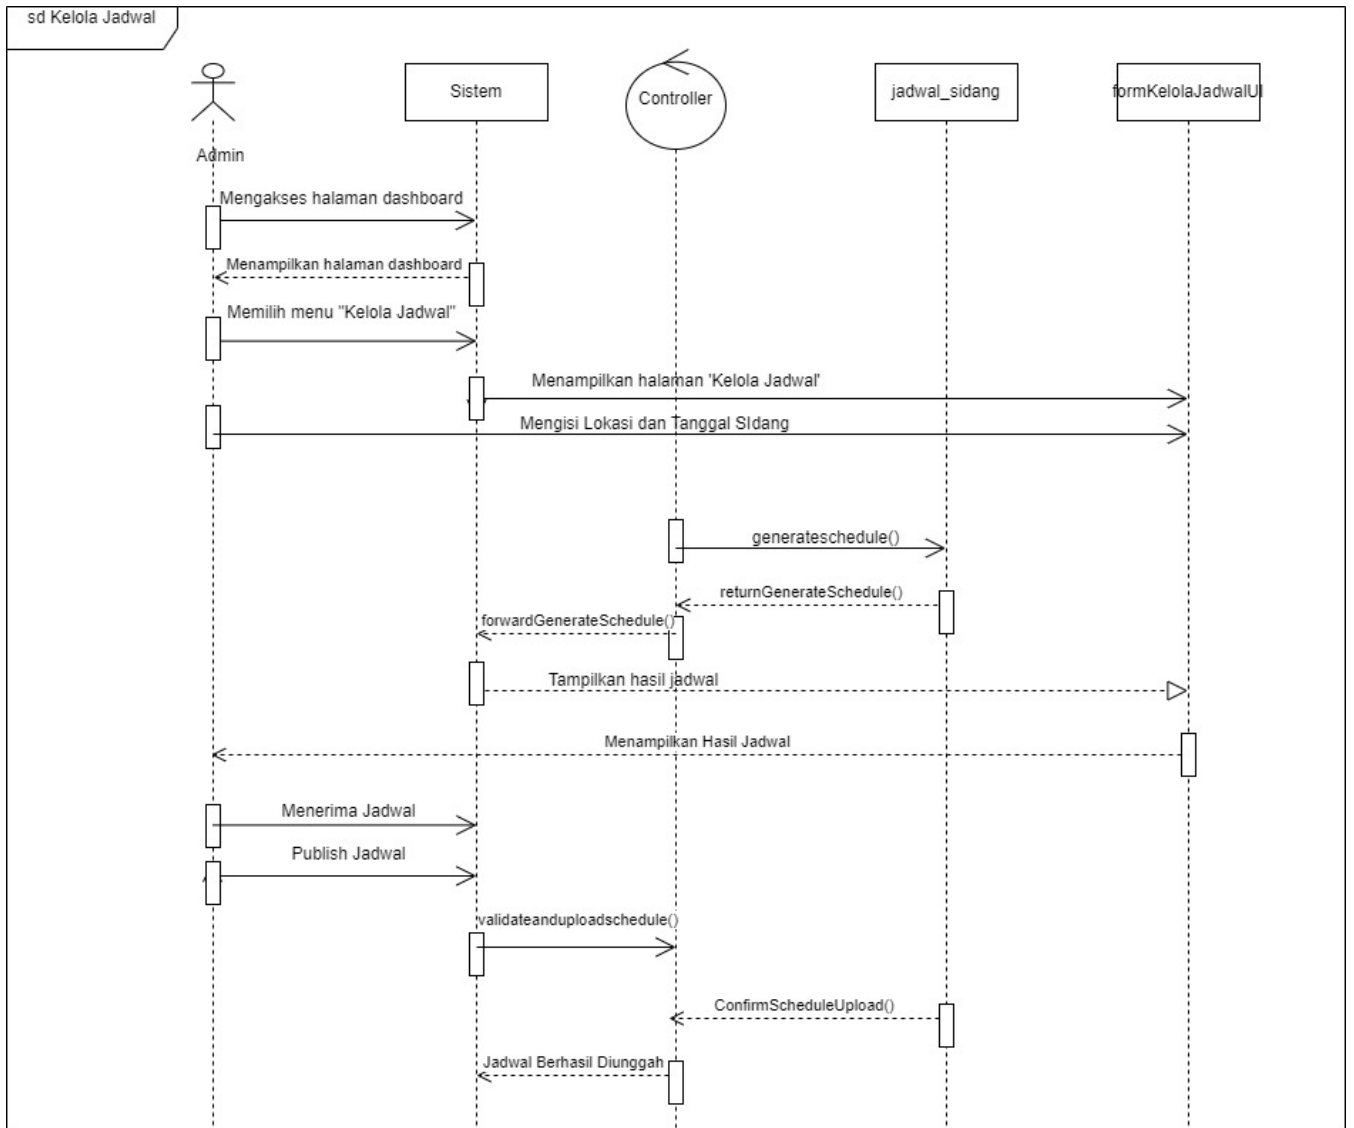 sd Kelola Jadwal
Sistem
Controller
jadwal_sidang
formKelolaJadwalUI
Admin
Mengakses halaman dashboard
Menampilkan halaman dashboard
Memilih menu "Kelola Jadwal"
Menampilkan halaman 'Kelola Jadwal'
Mengisi Lokasi dan Tanggal SIdang
generateschedule()
returnGenerateSchedule()
forwardGenerateSchedule()
Tampilkan hasil jadwal
Menampilkan Hasil Jadwal
Menerima Jadwal
Publish Jadwal
validateanduploadschedule()
ConfirmScheduleUpload()
Jadwal Berhasil Diunggah